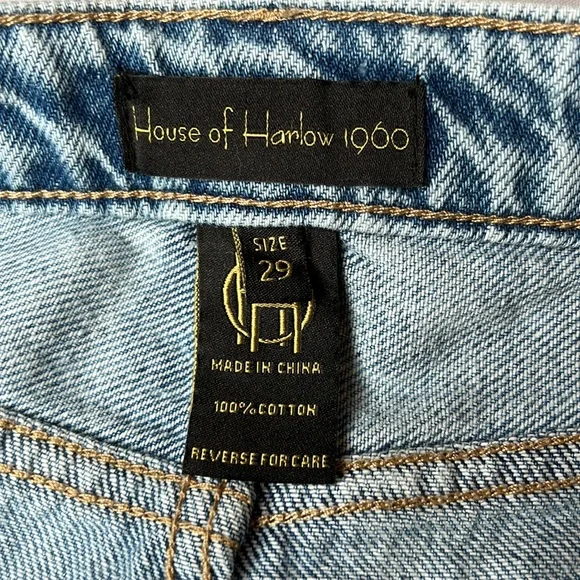 House of Harlow 1960
SIZE
29
MADE IN CHINA
100% COTTON
REVERSE FOR CARE